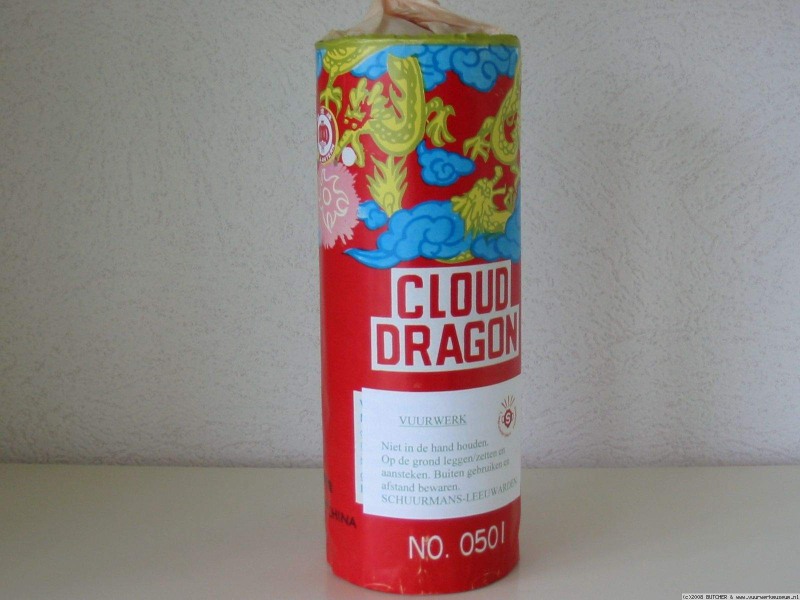 CLOUD
DRAGON
VUURWERK
Niet in de hand houden.
Op de grond leggen/zetten en
aansteken. Buiten gebruiken en
afstand bewaren.
SCHUURMANS-LEEUWARDEN
CHINA
NO. 0501
(c)2008 BUTCHER & www.vuurwerkmuseum.nl